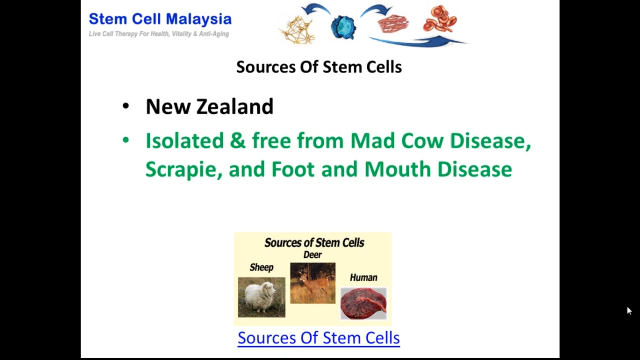 Stem Cell Malaysia
Live Cell Therapy For Health, Vitality & Anti-Aging
Sources Of Stem Cells
• New Zealand
• Isolated & free from Mad Cow Disease,
Scrapie, and Foot and Mouth Disease
Sources of Stem Cells
Deer
Sheep
Human
Sources Of Stem Cells